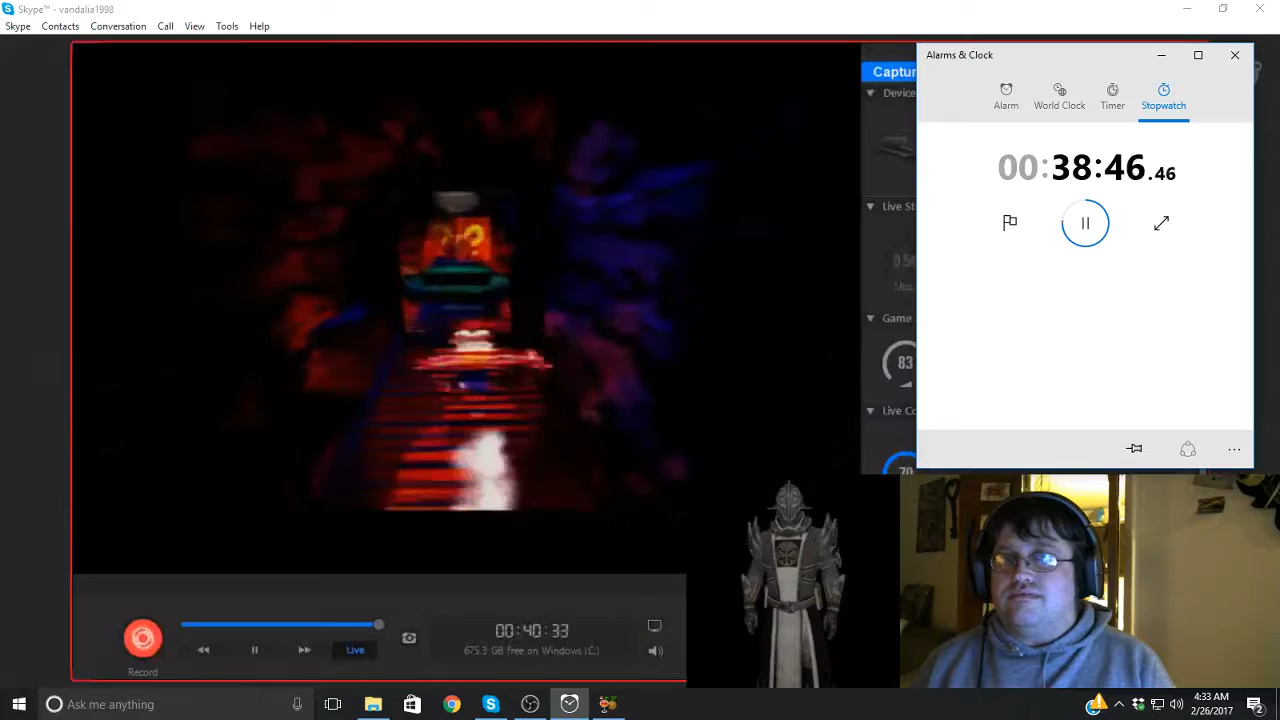 Skype™ - vandalia1998
Skype Contacts Conversation Call View Tools Help
Alarms & Clock
Alarm World Clock Timer Stopwatch
00:38:46.46
Captur
Device
Live St
Game
83
Live Co
70
00:40:33
675.3 GB free on Windows (C:)
Live
Record
Ask me anything
4:33 AM
2/26/2017
2